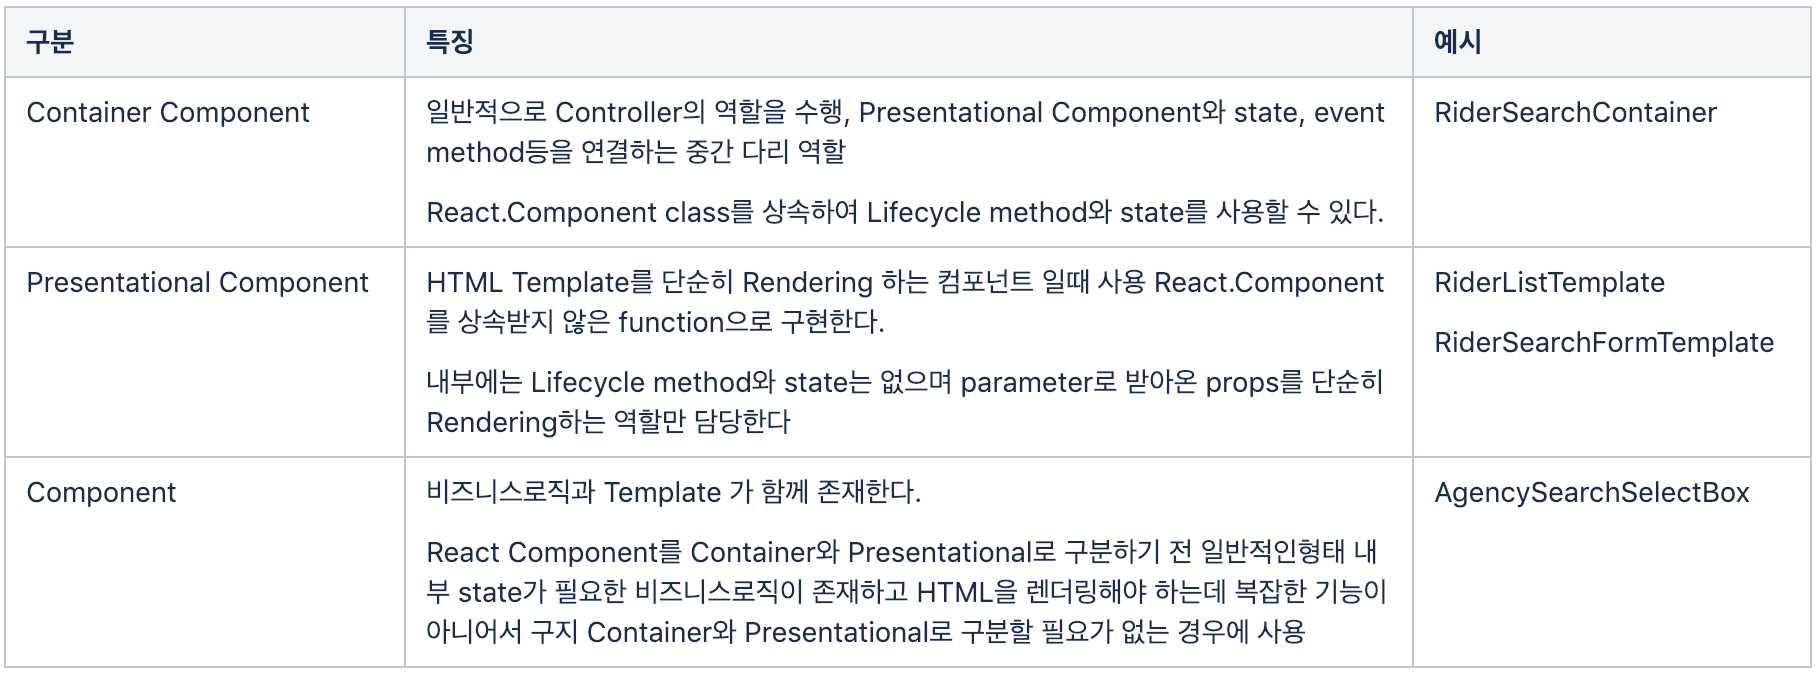 구분
특징
예시
Container Component
일반적으로 Controller의 역할을 수행, Presentational Component와 state, event
method등을 연결하는 중간 다리 역할
React.Component class를 상속하여 Lifecycle method와 state를 사용할 수 있다.
RiderSearchContainer
Presentational Component
HTML Template를 단순히 Rendering 하는 컴포넌트 일때 사용 React.Component
를 상속받지 않은 function으로 구현한다.
내부에는 Lifecycle method와 state는 없으며 parameter로 받아온 props를 단순히
Rendering하는 역할만 담당한다
RiderListTemplate
RiderSearchFormTemplate
Component
비즈니스로직과 Template 가 함께 존재한다.
React Component를 Container와 Presentational로 구분하기 전 일반적인형태 내
부 state가 필요한 비즈니스로직이 존재하고 HTML을 렌더링해야 하는데 복잡한 기능이
아니어서 구지 Container와 Presentational로 구분할 필요가 없는 경우에 사용
AgencySearchSelectBox